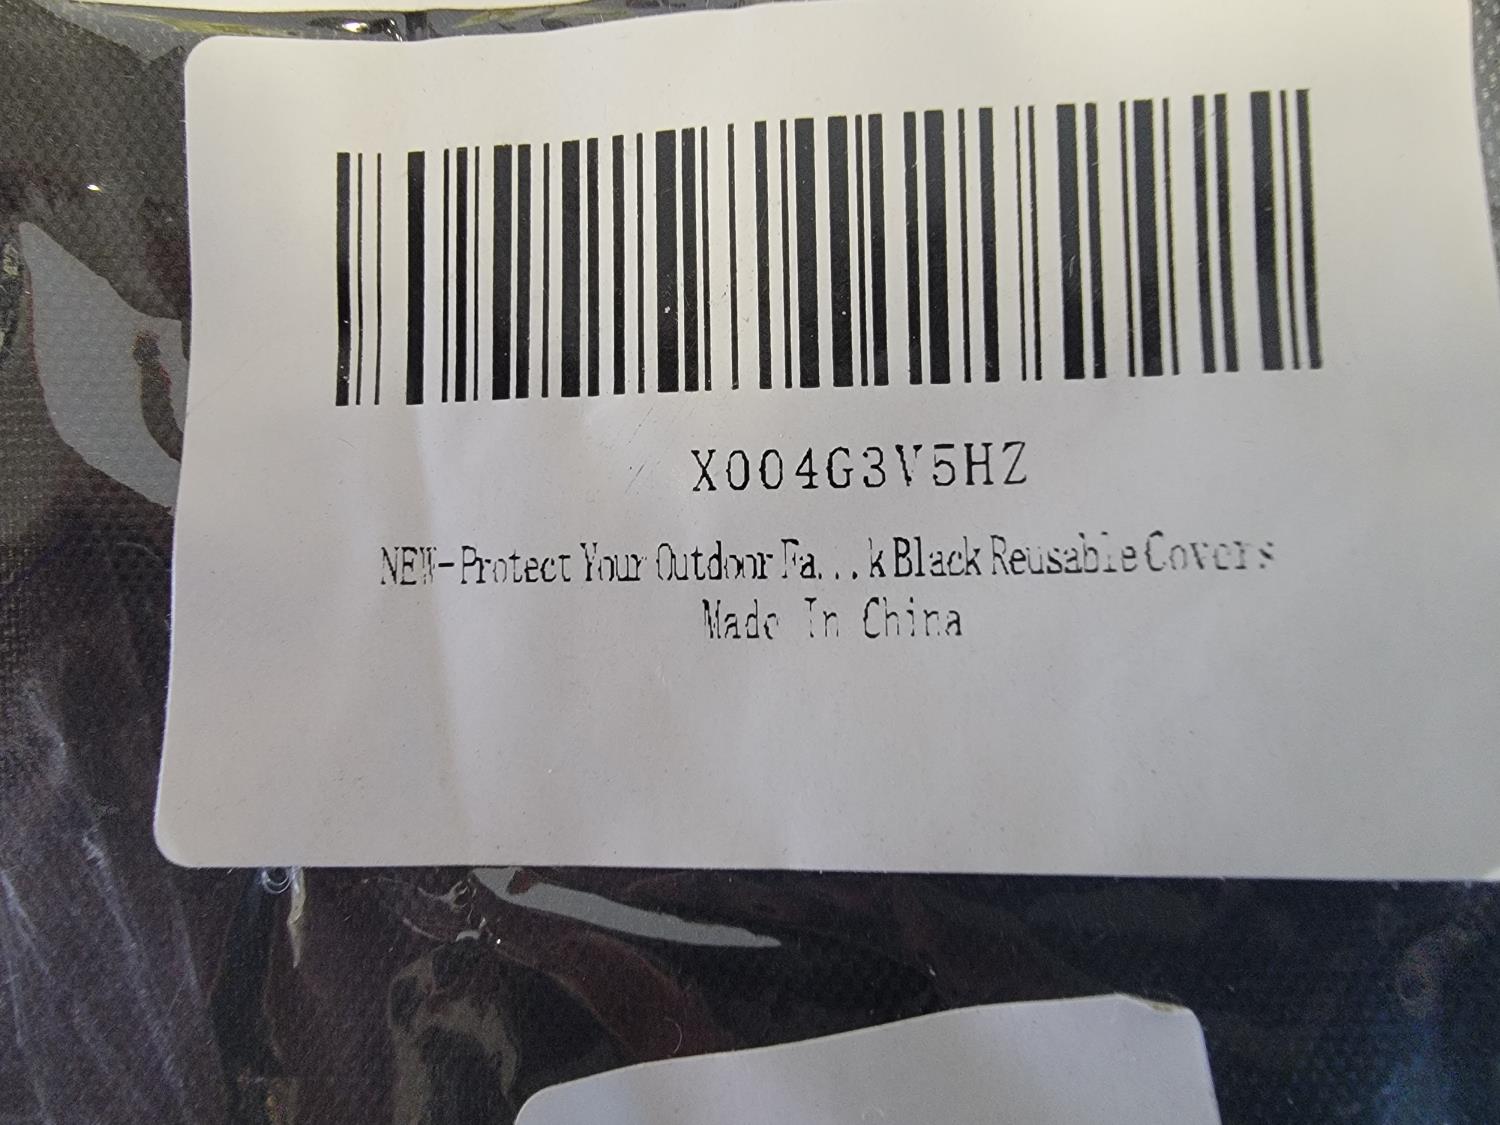 X004G3V5HZ
NEW-Protect Your Outdoor Fa...k Black Reusable Covers
Made In China